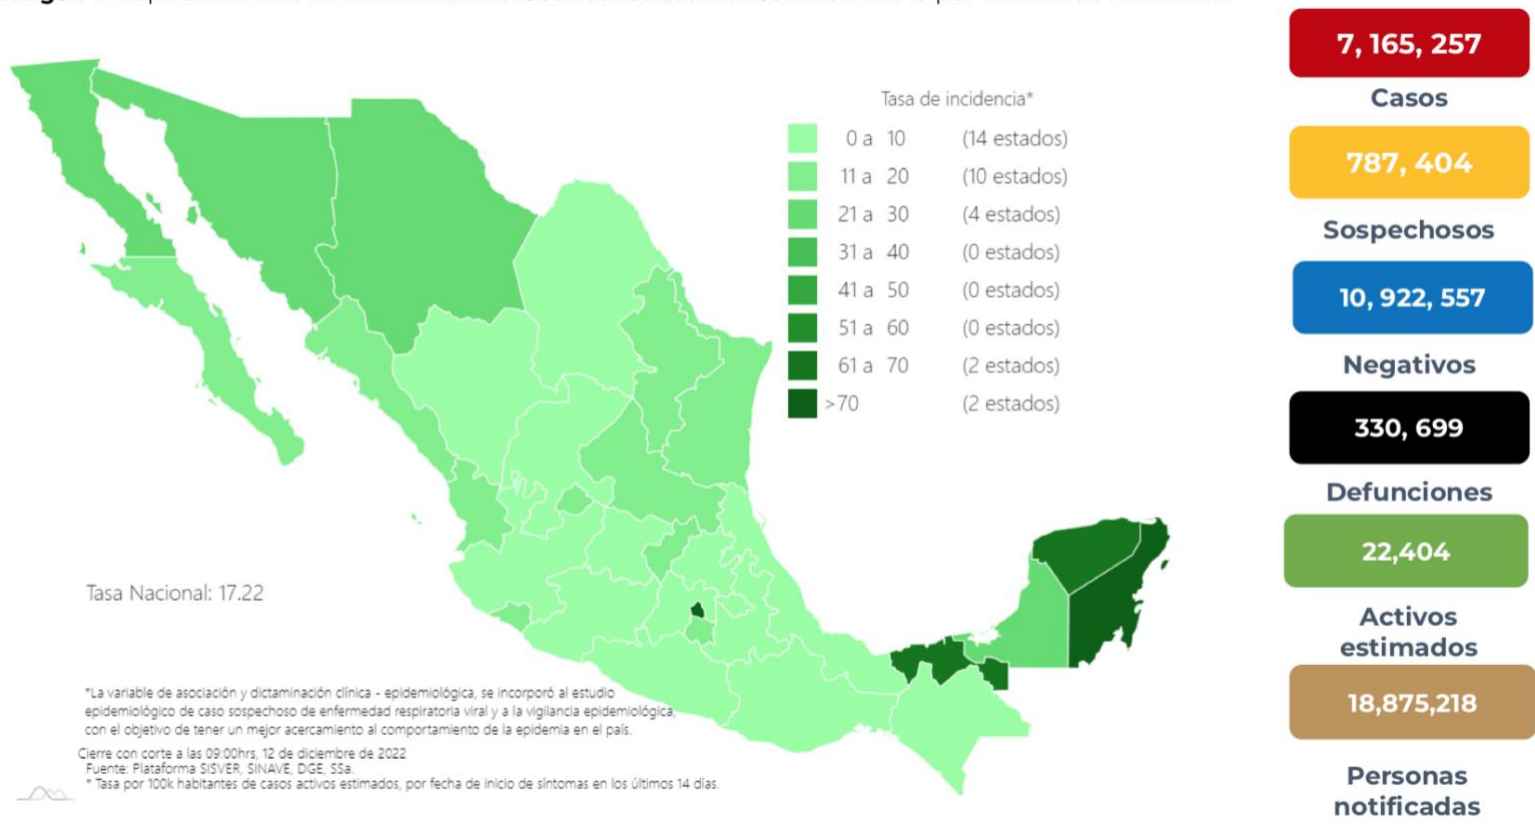 Tasa de incidencia*
0 a 10 (14 estados)
11 a 20 (10 estados)
21 a 30 (4 estados)
31 a 40 (0 estados)
41 a 50 (0 estados)
51 a 60 (0 estados)
61 a 70 (2 estados)
>70 (2 estados)
Tasa Nacional: 17.22
*La variable de asociación y dictaminación clínica - epidemiológica, se incorporó al estudio
epidemiológico de caso sospechoso de enfermedad respiratoria viral y a la vigilancia epidemiológica,
con el objetivo de tener un mejor acercamiento al comportamiento de la epidemia en el país.
Cierre con corte a las 09:00hrs, 12 de diciembre de 2022
Fuente: Plataforma SISVER, SINAVE, DGE, SSa.
* Tasa por 100k habitantes de casos activos estimados, por fecha de inicio de síntomas en los últimos 14 días.
7, 165, 257
Casos
787, 404
Sospechosos
10, 922, 557
Negativos
330, 699
Defunciones
22,404
Activos
estimados
18,875,218
Personas
notificadas